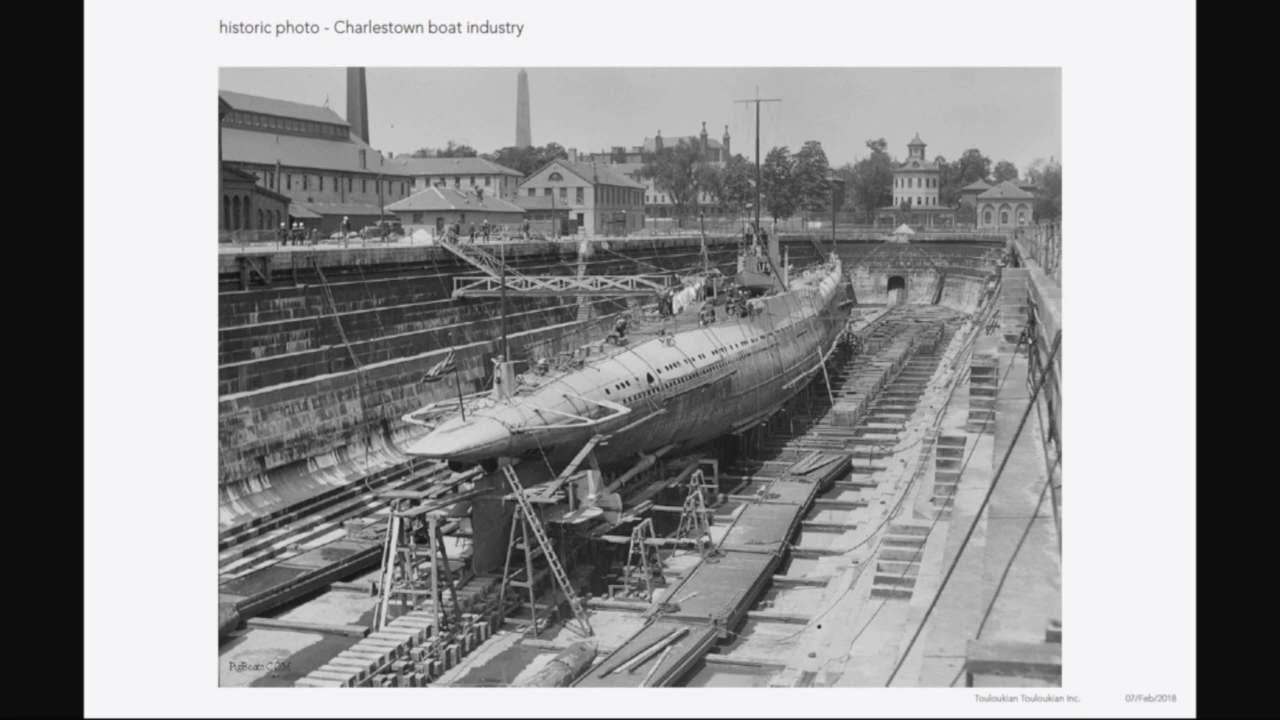 historic photo - Charlestown boat industry
PigBoats.COM
Touloukian Touloukian Inc.
07/Feb/2018